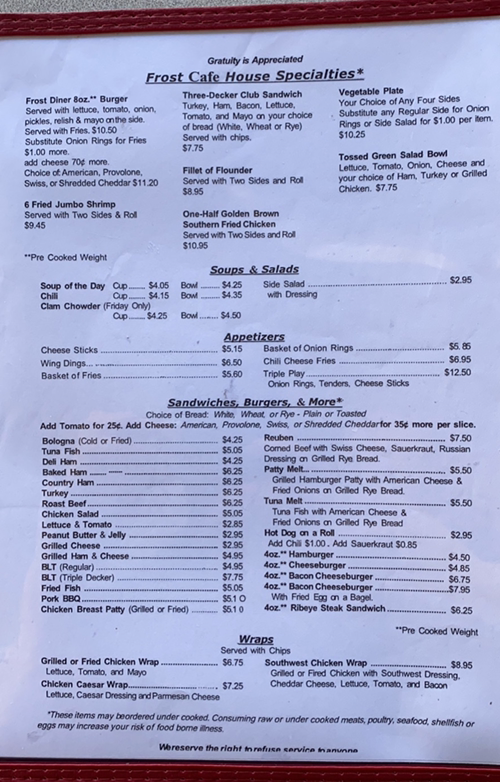 Gratuity is Appreciated
Frost Cafe House Specialties*
Frost Diner 8oz.** Burger
Served with lettuce, tomato, onion,
pickles, relish & mayo on the side.
Served with Fries. $10.50
Substitute Onion Rings for Fries
$1.00 more.
add cheese 70¢ more.
Choice of: American, Provolone,
Swiss, or Shredded Cheddar $11.20
6 Fried Jumbo Shrimp
Served with Two Sides & Roll
$9.45
**Pre Cooked Weight
Three-Decker Club Sandwich
Turkey, Ham, Bacon, Lettuce,
Tomato, and Mayo on your choice
of bread (White, Wheat or Rye)
Served with chips.
$7.75
Fillet of Flounder
Served with Two Sides and Roll
$8.95
One-Half Golden Brown
Southern Fried Chicken
Served with Two Sides and Roll
$10.95
Vegetable Plate
Your Choice of Any Four Sides
Substitute any Regular Side for Onion
Rings or Side Salad for $1.00 per item.
$10.25
Tossed Green Salad Bowl
Lettuce, Tomato, Onion, Cheese and
your choice of Ham, Turkey or Grilled
Chicken. $7.75
Soups & Salads
Soup of the Day Cup ...... $4.05 Bowl ........ $4.25
Chili Cup ...... $4.15 Bowl ........ $4.35
Clam Chowder (Friday Only)
Cup ...... $4.25 Bowl ........ $4.50
Side Salad ........ $2.95
with Dressing
Appetizers
Cheese Sticks ........ $5.15
Wing Dings ........ $6.50
Basket of Fries ........ $5.60
Basket of Onion Rings ........ $5.85
Chili Cheese Fries ........ $6.95
Triple Play ........ $12.50
Onion Rings, Tenders, Cheese Sticks
Sandwiches, Burgers, & More*
Choice of Bread: White, Wheat, or Rye - Plain or Toasted
Add Tomato for 25¢. Add Cheese: American, Provolone, Swiss, or Shredded Cheddar for 35¢ more per slice.
Bologna (Cold or Fried) ........ $4.25
Tuna Fish ........ $5.05
Deli Ham ........ $4.25
Baked Ham ........ $6.25
Country Ham ........ $6.25
Turkey ........ $6.25
Roast Beef ........ $6.25
Chicken Salad ........ $5.05
Lettuce & Tomato ........ $2.85
Peanut Butter & Jelly ........ $2.95
Grilled Cheese ........ $2.95
Grilled Ham & Cheese ........ $4.95
BLT (Regular) ........ $4.95
BLT (Triple Decker) ........ $7.75
Fried Fish ........ $5.05
Pork BBQ ........ $5.10
Chicken Breast Patty (Grilled or Fried) ........ $5.10
Reuben ........ $7.50
Corned Beef with Swiss Cheese, Sauerkraut, Russian
Dressing on Grilled Rye Bread.
Patty Melt ........ $5.50
Grilled Hamburger Patty with American Cheese &
Fried Onions on Grilled Rye Bread.
Tuna Melt ........ $5.50
Tuna Fish with American Cheese &
Fried Onions on Grilled Rye Bread
Hot Dog on a Roll ........ $2.95
Add Chili $1.00. Add Sauerkraut $0.85
4oz.** Hamburger ........ $4.50
4oz.** Cheeseburger ........ $4.85
4oz.** Bacon Cheeseburger ........ $6.75
4oz.** Bacon Cheeseburger ........ $7.95
With Fried Egg on a Bagel.
4oz.** Ribeye Steak Sandwich ........ $6.25
**Pre Cooked Weight
Wraps
Served with Chips
Grilled or Fried Chicken Wrap ........ $6.75
Lettuce, Tomato, and Mayo
Chicken Caesar Wrap ........ $7.25
Lettuce, Caesar Dressing and Parmesan Cheese
Southwest Chicken Wrap ........ $8.95
Grilled or Fired Chicken with Southwest Dressing,
Cheddar Cheese, Lettuce, Tomato, and Bacon
*These items may be ordered under cooked. Consuming raw or under cooked meats, poultry, seafood, shellfish or
eggs may increase your risk of food borne illness.
We reserve the right to refuse service to anyone